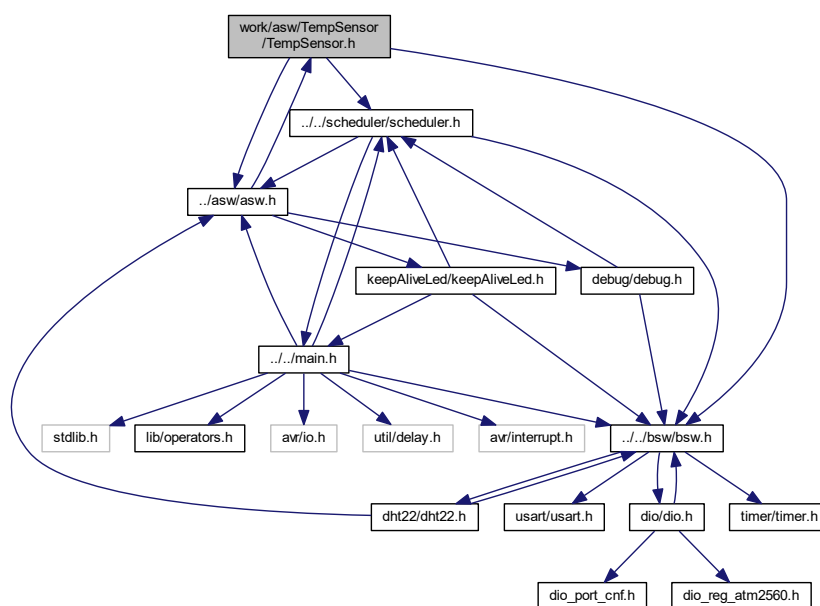 work/asw/TempSensor
/TempSensor.h
../../scheduler/scheduler.h
../asw/asw.h
keepAliveLed/keepAliveLed.h
debug/debug.h
../../main.h
stdlib.h
lib/operators.h
avr/io.h
util/delay.h
avr/interrupt.h
../../bsw/bsw.h
dht22/dht22.h
usart/usart.h
dio/dio.h
timer/timer.h
dio_port_cnf.h
dio_reg_atm2560.h